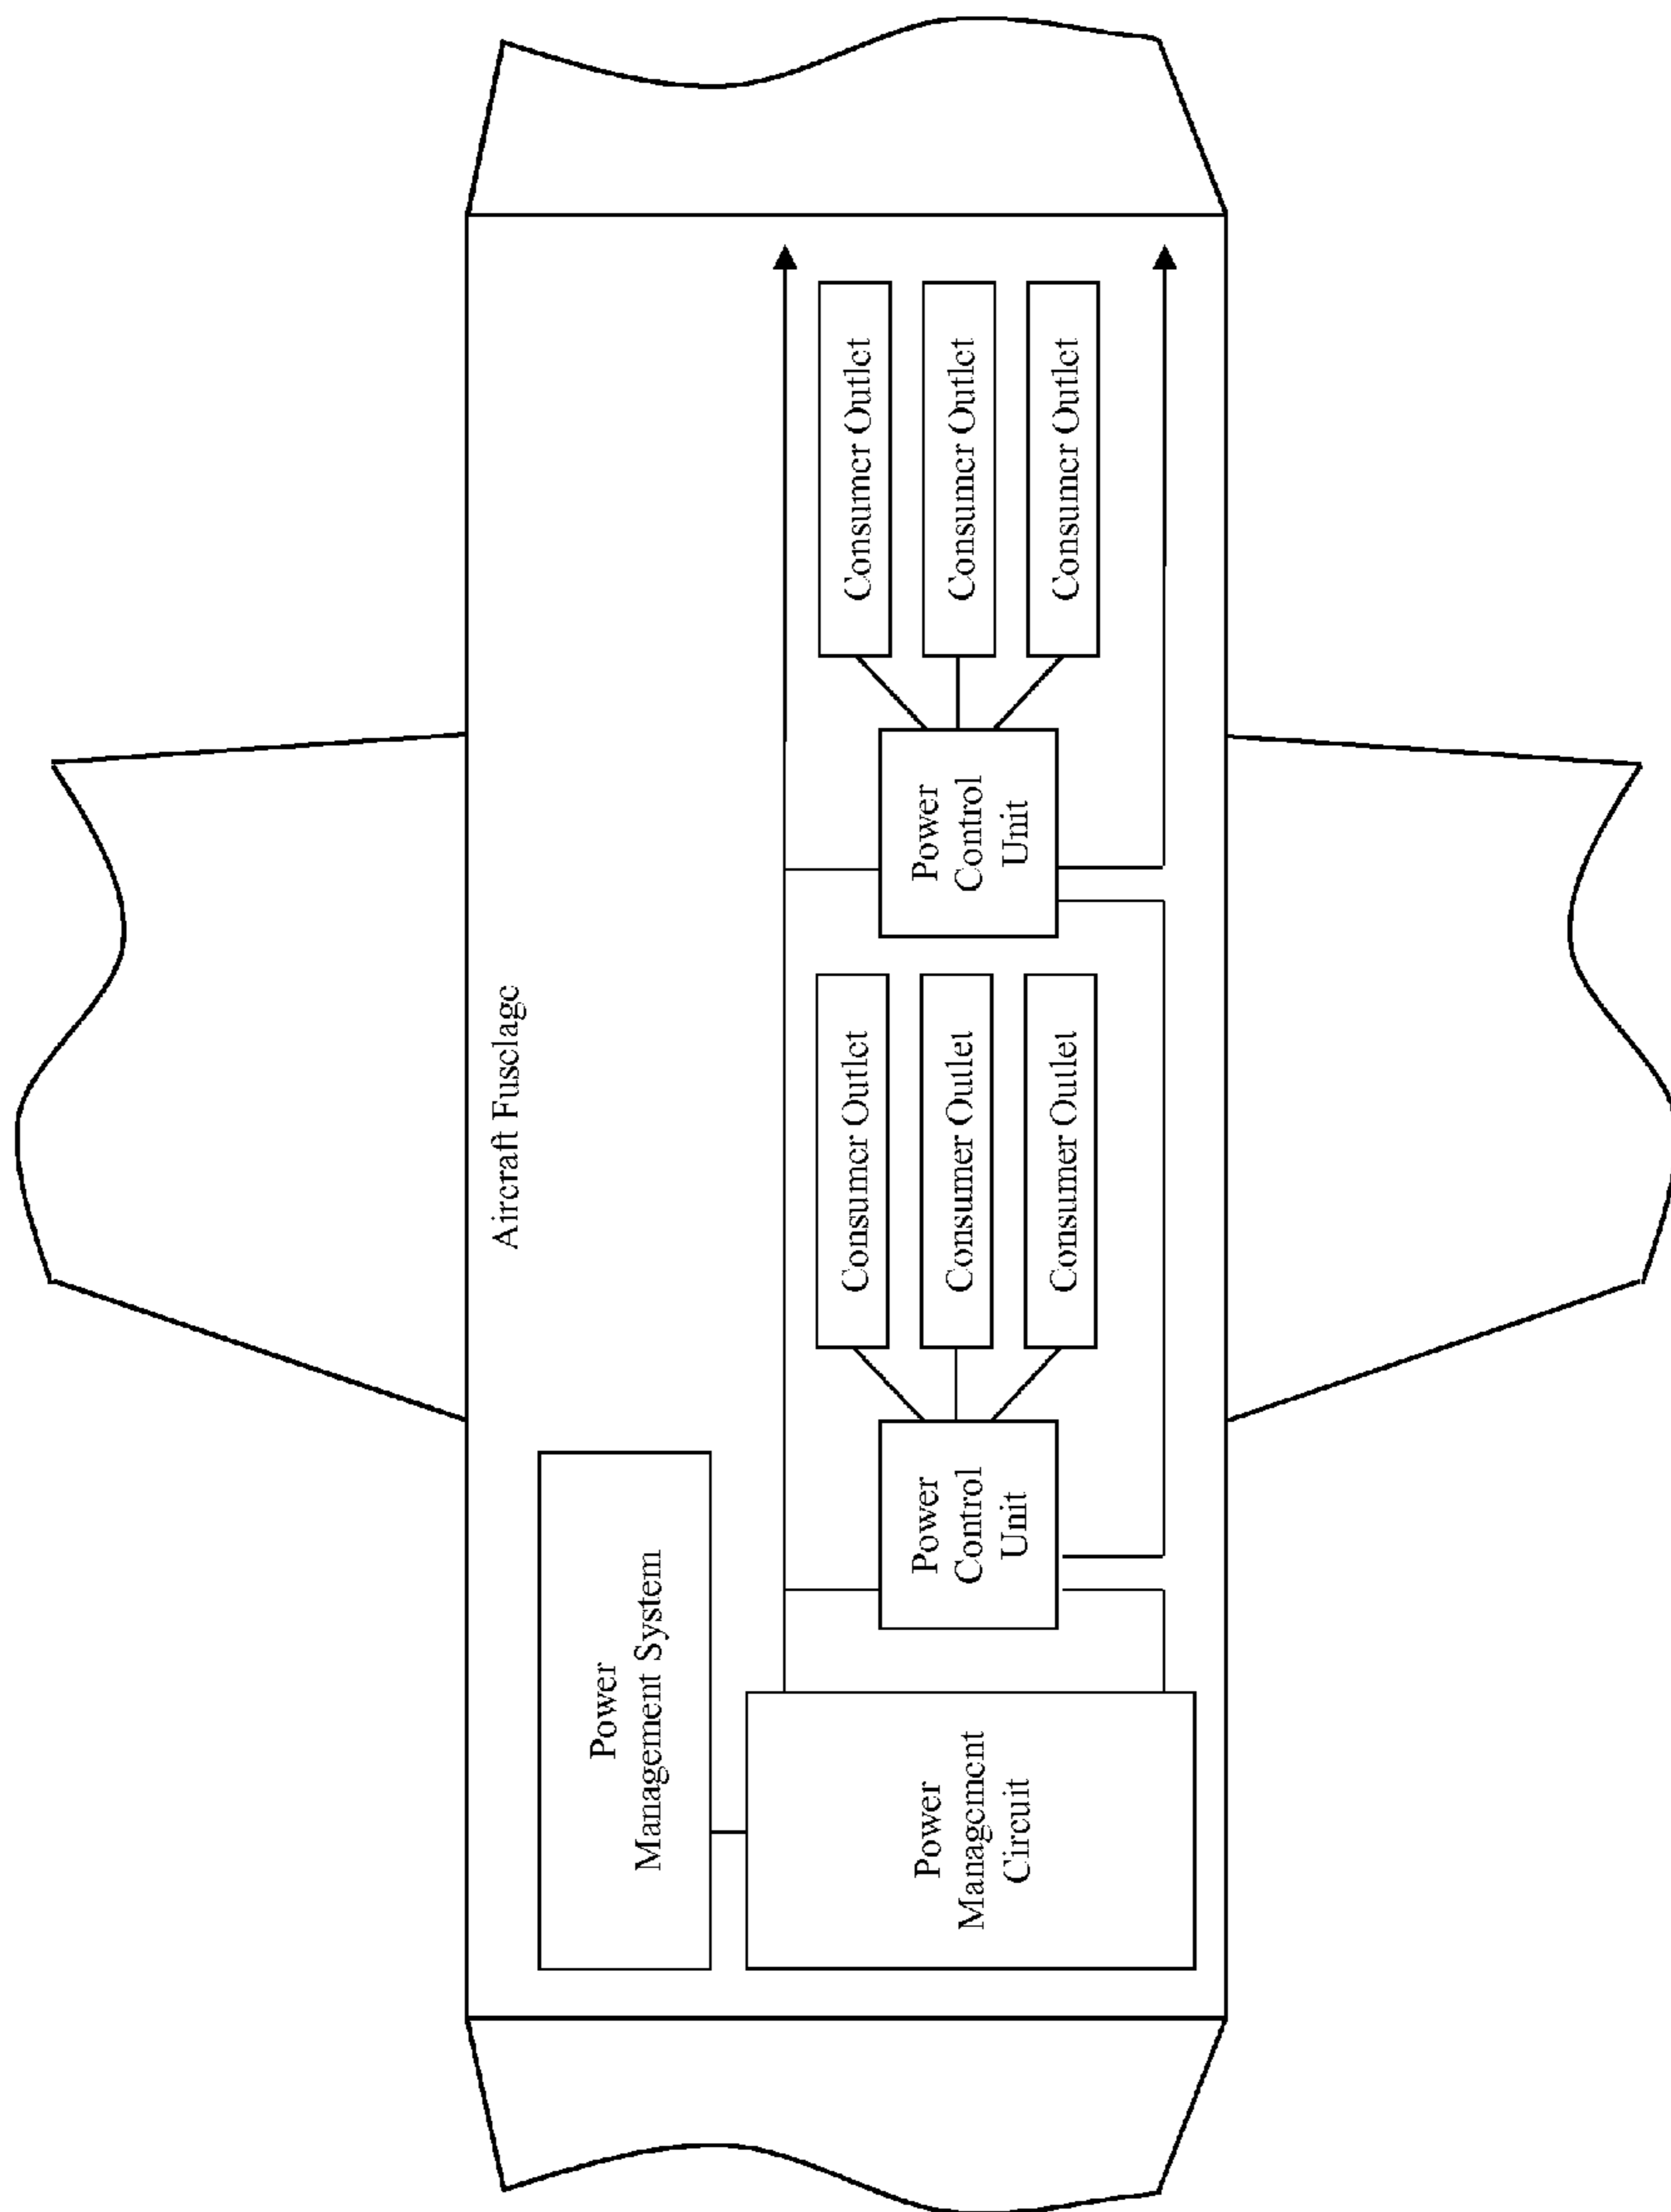 Aircraft Fuselage
Power
Management System
Power
Management
Circuit
Power
Control
Unit
Consumer Outlet
Consumer Outlet
Consumer Outlet
Power
Control
Unit
Consumer Outlet
Consumer Outlet
Consumer Outlet